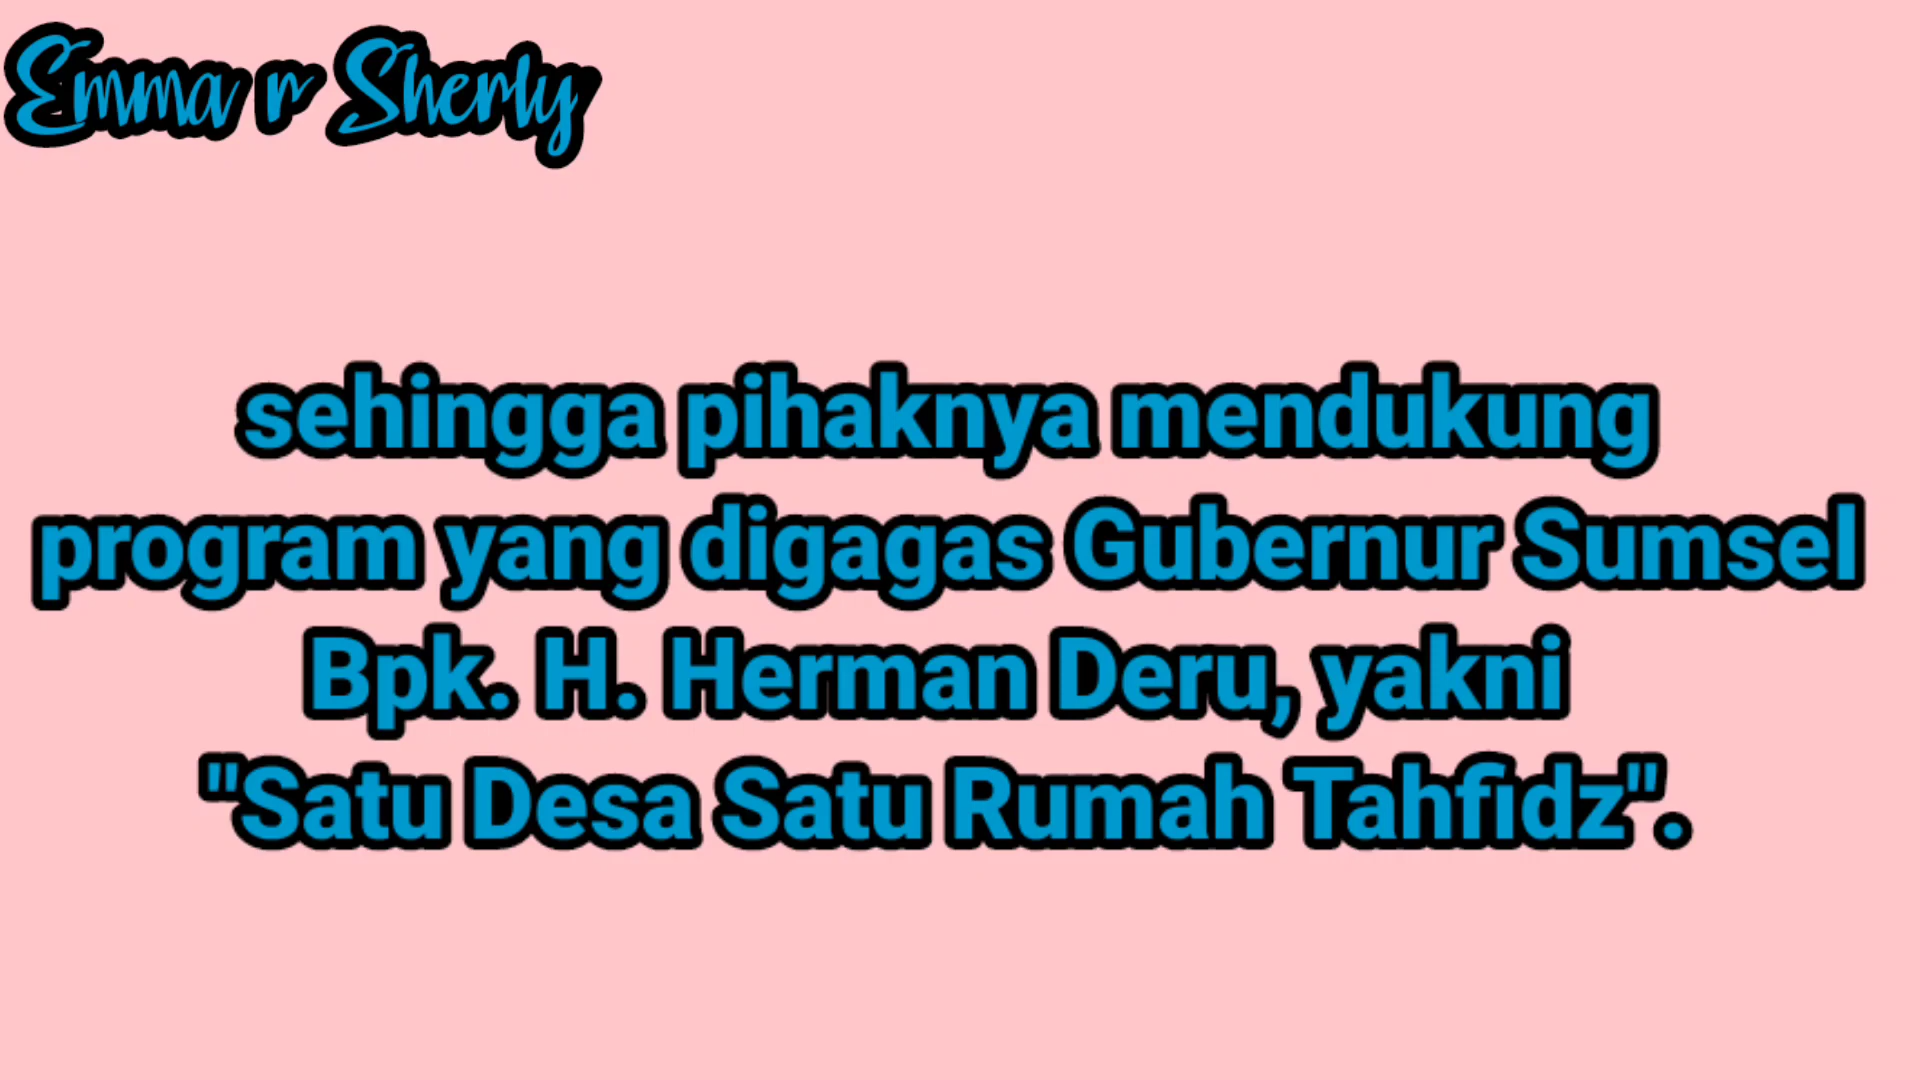 Emma r Sherly
sehingga pihaknya mendukung
program yang digagas Gubernur Sumsel
Bpk. H. Herman Deru, yakni
"Satu Desa Satu Rumah Tahfidz".